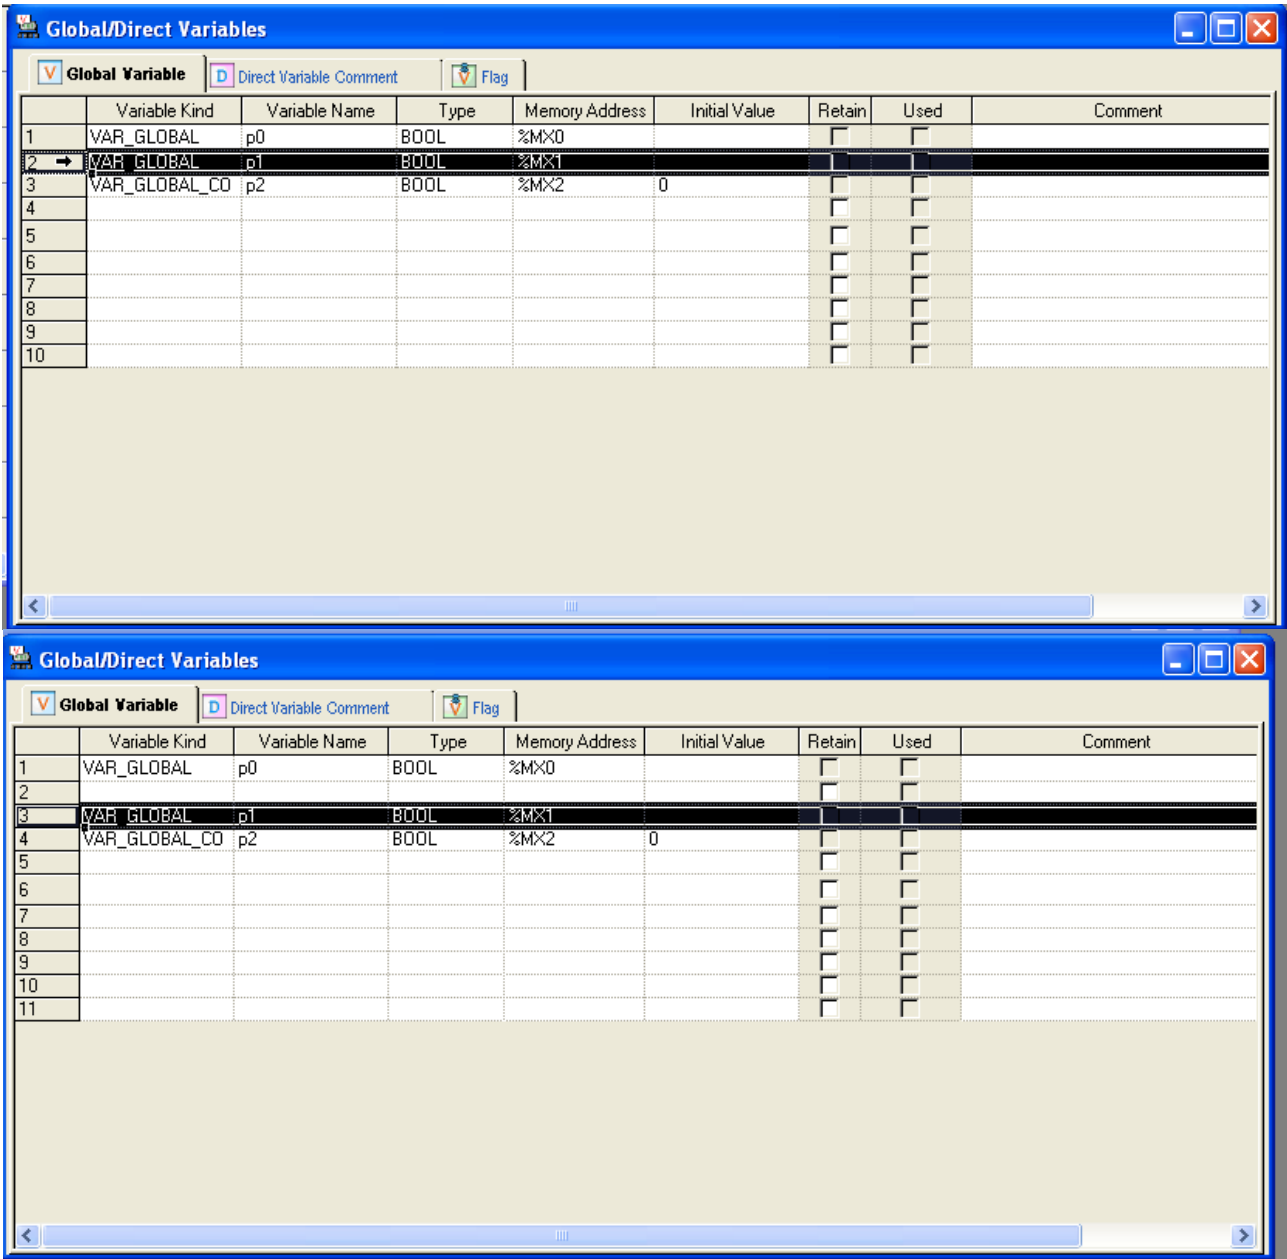 Global/Direct Variables
V Global Variable D Direct Variable Comment Flag
Variable Kind Variable Name Type Memory Address Initial Value Retain Used Comment
1 VAR_GLOBAL p0 BOOL %MX0
2 VAR_GLOBAL p1 BOOL %MX1
3 VAR_GLOBAL_CO p2 BOOL %MX2 0
4
5
6
7
8
9
10
Global/Direct Variables
V Global Variable D Direct Variable Comment Flag
Variable Kind Variable Name Type Memory Address Initial Value Retain Used Comment
1 VAR_GLOBAL p0 BOOL %MX0
2
3 VAR_GLOBAL p1 BOOL %MX1
4 VAR_GLOBAL_CO p2 BOOL %MX2 0
5
6
7
8
9
10
11